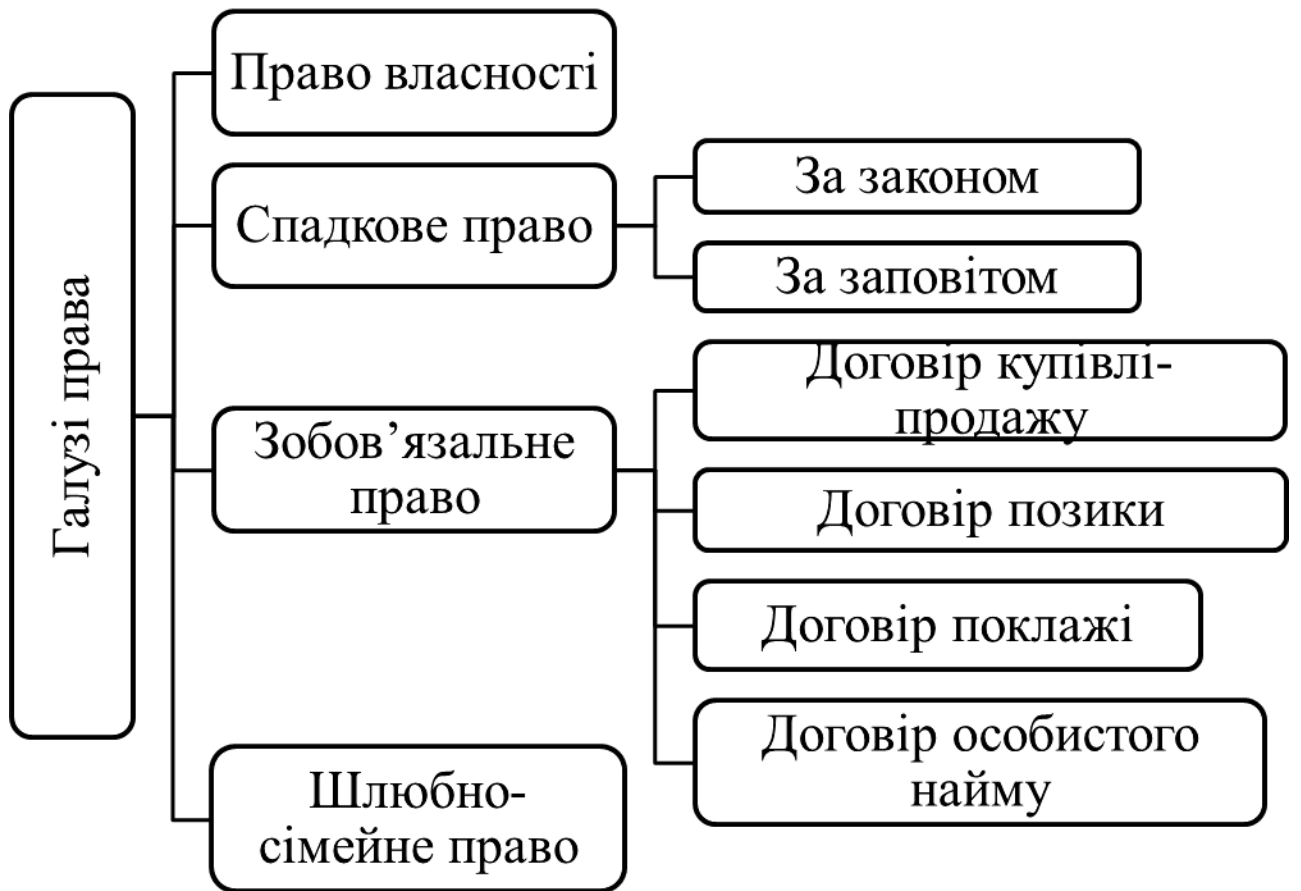 Галузі права
Право власності
Спадкове право
За законом
За заповітом
Зобов’язальне
право
Договір купівлі-
продажу
Договір позики
Договір поклажі
Договір особистого
найму
Шлюбно-
сімейне право